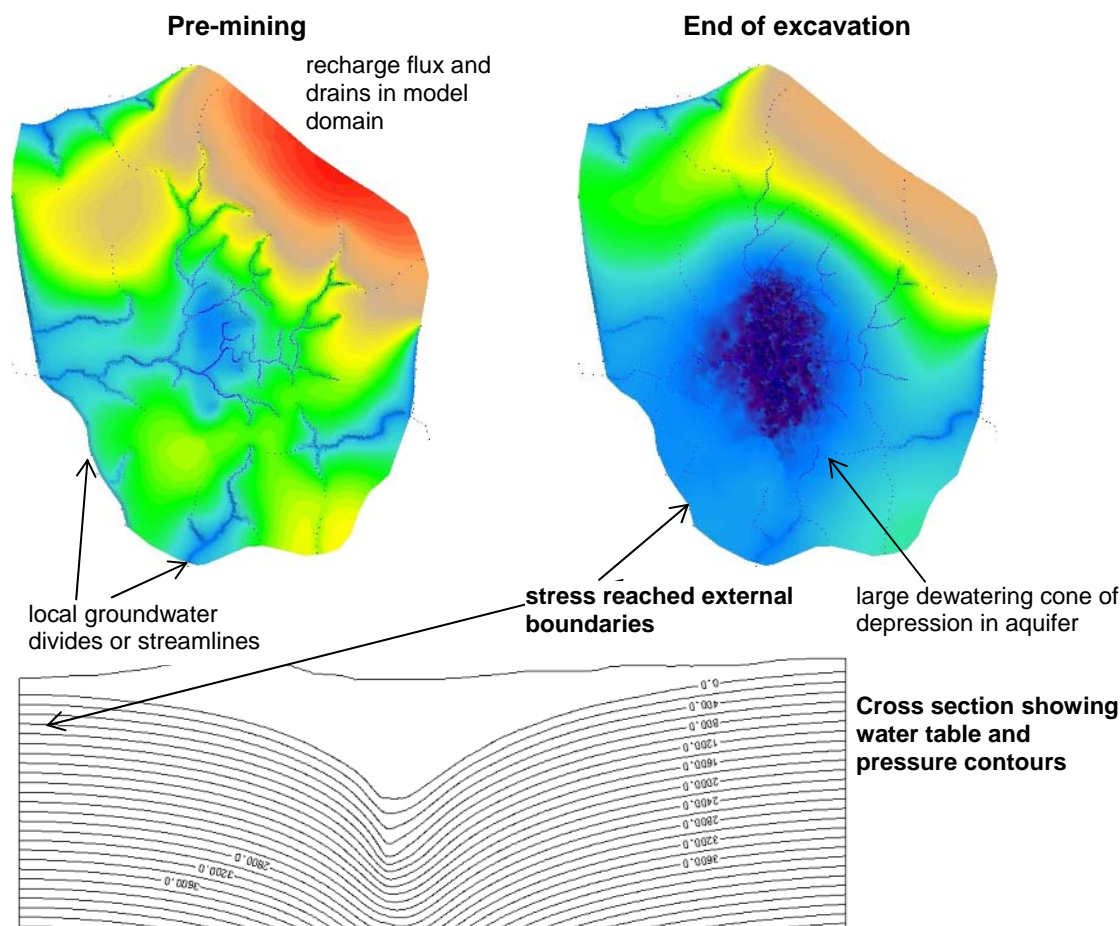 Pre-mining
End of excavation
recharge flux and
drains in model
domain
local groundwater
divides or streamlines
stress reached external
boundaries
large dewatering cone of
depression in aquifer
Cross section showing
water table and
pressure contours
0.0
400.0
800.0
1200.0
1600.0
2000.0
2400.0
2800.0
3200.0
3600.0
2800.0
3200.0
3600.0